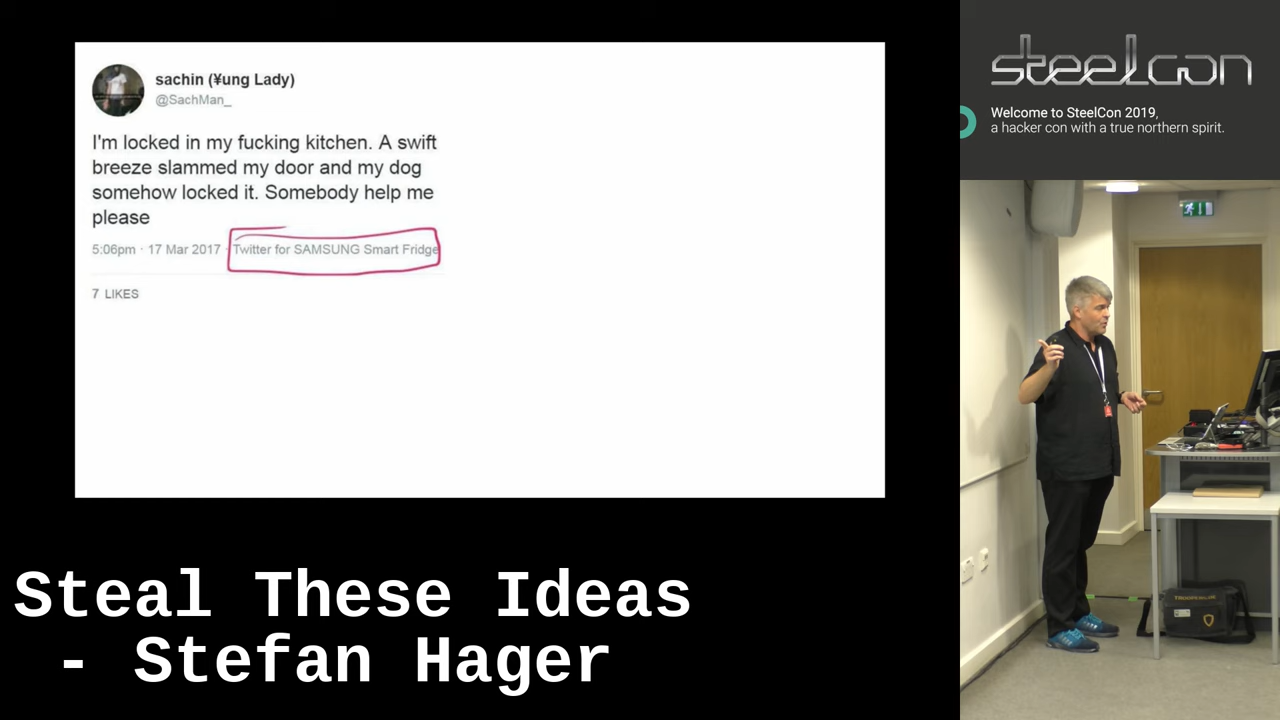 sachin (¥ung Lady)
@SachMan_
I'm locked in my fucking kitchen. A swift
breeze slammed my door and my dog
somehow locked it. Somebody help me
please
5:06pm · 17 Mar 2017 · Twitter for SAMSUNG Smart Fridge
7 LIKES
Steal These Ideas
- Stefan Hager
steelcon
Welcome to SteelCon 2019,
a hacker con with a true northern spirit.